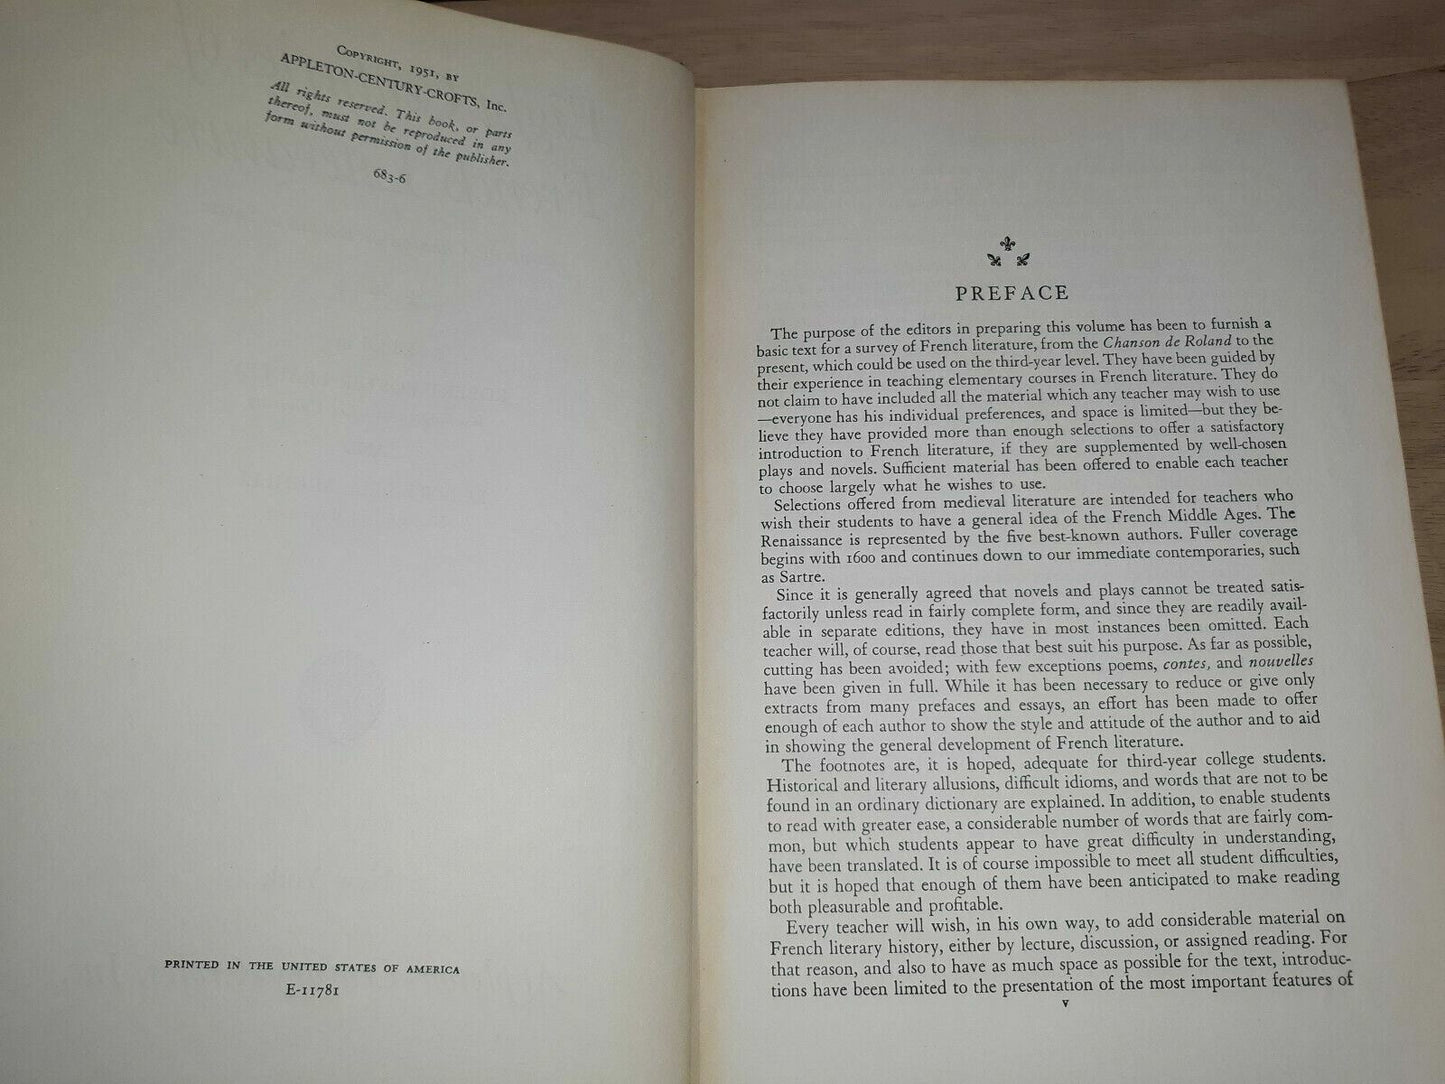 Copyright, 1951, by
APPLETON-CENTURY-CROFTS, Inc.
All rights reserved. This book, or parts
thereof, must not be reproduced in any
form without permission of the publisher.
683-6
PRINTED IN THE UNITED STATES OF AMERICA
E-11781
PREFACE
The purpose of the editors in preparing this volume has been to furnish a
basic text for a survey of French literature, from the Chanson de Roland to the
present, which could be used on the third-year level. They have been guided by
their experience in teaching elementary courses in French literature. They do
not claim to have included all the material which any teacher may wish to use
—everyone has his individual preferences, and space is limited—but they be-
lieve they have provided more than enough selections to offer a satisfactory
introduction to French literature, if they are supplemented by well-chosen
plays and novels. Sufficient material has been offered to enable each teacher
to choose largely what he wishes to use.
Selections offered from medieval literature are intended for teachers who
wish their students to have a general idea of the French Middle Ages. The
Renaissance is represented by the five best-known authors. Fuller coverage
begins with 1600 and continues down to our immediate contemporaries, such
as Sartre.
Since it is generally agreed that novels and plays cannot be treated satis-
factorily unless read in fairly complete form, and since they are readily avail-
able in separate editions, they have in most instances been omitted. Each
teacher will, of course, read those that best suit his purpose. As far as possible,
cutting has been avoided; with few exceptions poems, contes, and nouvelles
have been given in full. While it has been necessary to reduce or give only
extracts from many prefaces and essays, an effort has been made to offer
enough of each author to show the style and attitude of the author and to aid
in showing the general development of French literature.
The footnotes are, it is hoped, adequate for third-year college students.
Historical and literary allusions, difficult idioms, and words that are not to be
found in an ordinary dictionary are explained. In addition, to enable students
to read with greater ease, a considerable number of words that are fairly com-
mon, but which students appear to have great difficulty in understanding,
have been translated. It is of course impossible to meet all student difficulties,
but it is hoped that enough of them have been anticipated to make reading
both pleasurable and profitable.
Every teacher will wish, in his own way, to add considerable material on
French literary history, either by lecture, discussion, or assigned reading. For
that reason, and also to have as much space as possible for the text, introduc-
tions have been limited to the presentation of the most important features of
v